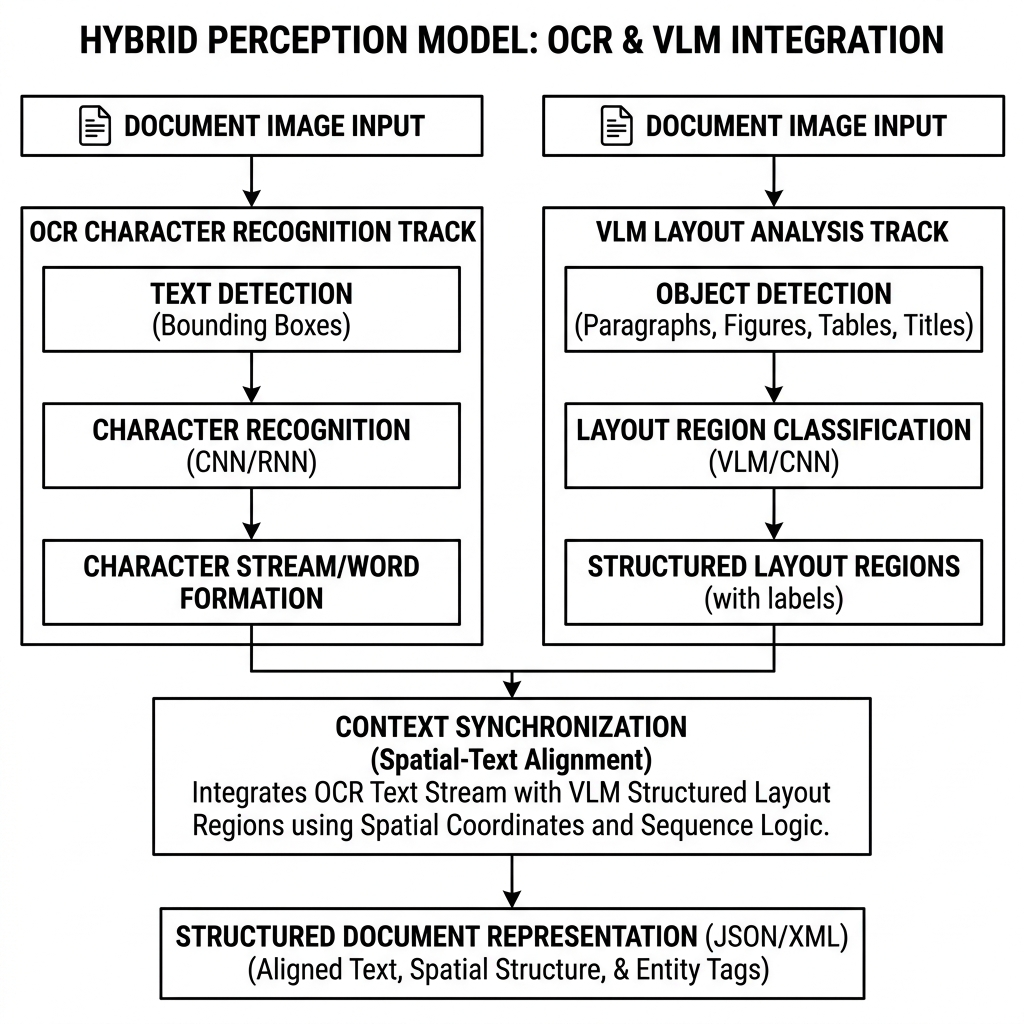 HYBRID PERCEPTION MODEL: OCR & VLM INTEGRATION
DOCUMENT IMAGE INPUT
OCR CHARACTER RECOGNITION TRACK
TEXT DETECTION
(Bounding Boxes)
CHARACTER RECOGNITION
(CNN/RNN)
CHARACTER STREAM/WORD
FORMATION
DOCUMENT IMAGE INPUT
VLM LAYOUT ANALYSIS TRACK
OBJECT DETECTION
(Paragraphs, Figures, Tables, Titles)
LAYOUT REGION CLASSIFICATION
(VLM/CNN)
STRUCTURED LAYOUT REGIONS
(with labels)
CONTEXT SYNCHRONIZATION
(Spatial-Text Alignment)
Integrates OCR Text Stream with VLM Structured Layout
Regions using Spatial Coordinates and Sequence Logic.
STRUCTURED DOCUMENT REPRESENTATION (JSON/XML)
(Aligned Text, Spatial Structure, & Entity Tags)